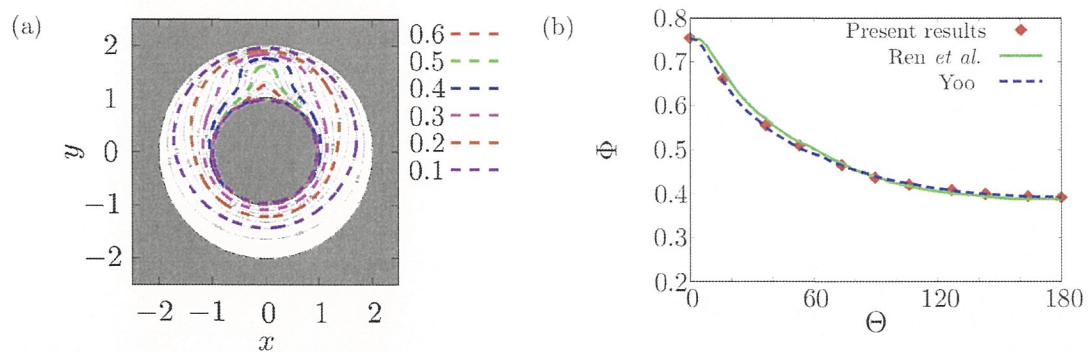 (a)
2
1
0
−1
−2
y
−2 −1 0 1 2
x
0.6
0.5
0.4
0.3
0.2
0.1
(b)
0.8
0.7
0.6
0.5
0.4
0.3
0.2
Φ
Present results
Ren et al.
Yoo
0 60 120 180
Θ